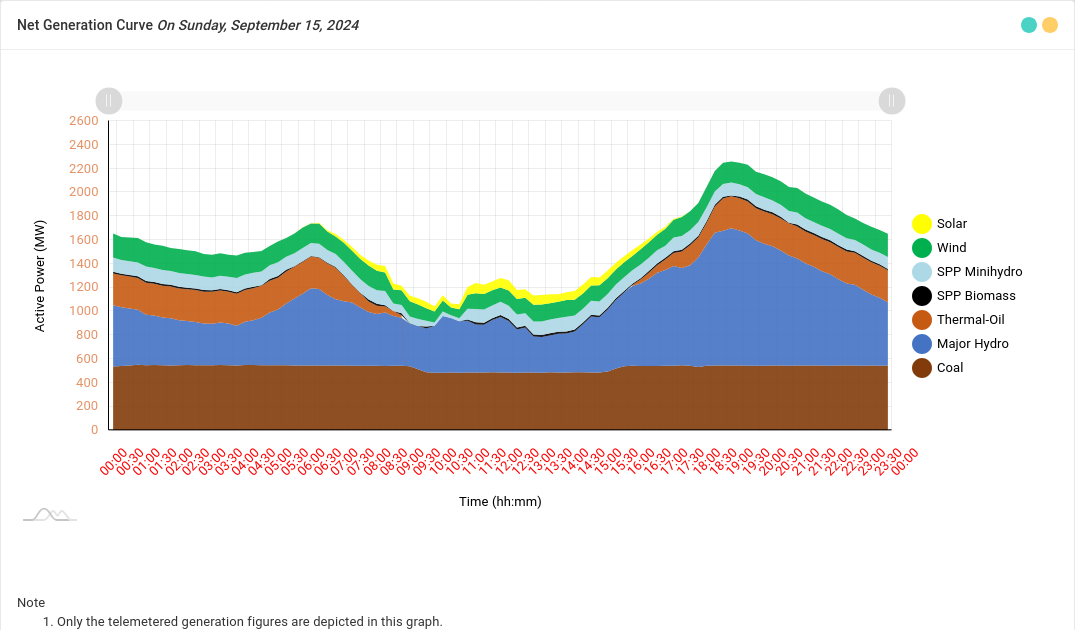 Net Generation Curve On Sunday, September 15, 2024
2600
2400
2200
2000
1800
1600
1400
1200
1000
800
600
400
200
0
Active Power (MW)
00:00 00:30 01:00 01:30 02:00 02:30 03:00 03:30 04:00 04:30 05:00 05:30 06:00 06:30 07:00 07:30 08:00 08:30 09:00 09:30 10:00 10:30 11:00 11:30 12:00 12:30 13:00 13:30 14:00 14:30 15:00 15:30 16:00 16:30 17:00 17:30 18:00 18:30 19:00 19:30 20:00 20:30 21:00 21:30 22:00 22:30 23:00 23:30 00:00
Time (hh:mm)
Solar
Wind
SPP Minihydro
SPP Biomass
Thermal-Oil
Major Hydro
Coal
Note
1. Only the telemetered generation figures are depicted in this graph.